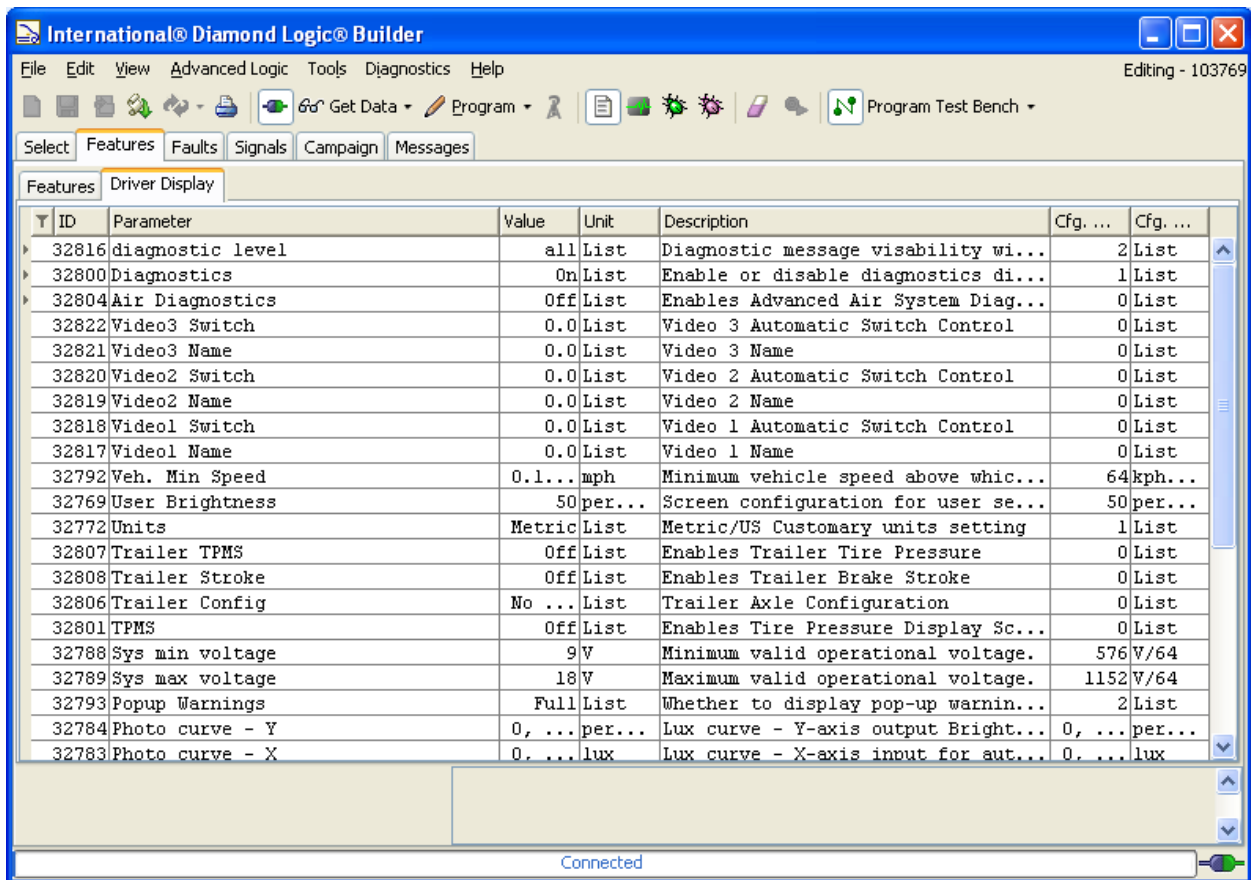 International® Diamond Logic® Builder
File Edit View Advanced Logic Tools Diagnostics Help Editing - 103769
Get Data Program Program Test Bench
Select Features Faults Signals Campaign Messages
Features Driver Display
ID Parameter Value Unit Description Cfg. ... Cfg. ...
32816 diagnostic level all List Diagnostic message visability wi... 2 List
32800 Diagnostics On List Enable or disable diagnostics di... 1 List
32804 Air Diagnostics Off List Enables Advanced Air System Diag... 0 List
32822 Video3 Switch 0.0 List Video 3 Automatic Switch Control 0 List
32821 Video3 Name 0.0 List Video 3 Name 0 List
32820 Video2 Switch 0.0 List Video 2 Automatic Switch Control 0 List
32819 Video2 Name 0.0 List Video 2 Name 0 List
32818 Video1 Switch 0.0 List Video 1 Automatic Switch Control 0 List
32817 Video1 Name 0.0 List Video 1 Name 0 List
32792 Veh. Min Speed 0.1... mph Minimum vehicle speed above whic... 64 kph...
32769 User Brightness 50 per... Screen configuration for user se... 50 per...
32772 Units Metric List Metric/US Customary units setting 1 List
32807 Trailer TPMS Off List Enables Trailer Tire Pressure 0 List
32808 Trailer Stroke Off List Enables Trailer Brake Stroke 0 List
32806 Trailer Config No ... List Trailer Axle Configuration 0 List
32801 TPMS Off List Enables Tire Pressure Display Sc... 0 List
32788 Sys min voltage 9 V Minimum valid operational voltage. 576 V/64
32789 Sys max voltage 18 V Maximum valid operational voltage. 1152 V/64
32793 Popup Warnings Full List Whether to display pop-up warnin... 2 List
32784 Photo curve - Y 0, ... per... Lux curve - Y-axis output Bright... 0, ... per...
32783 Photo curve - X 0, ... lux Lux curve - X-axis input for aut... 0, ... lux
Connected